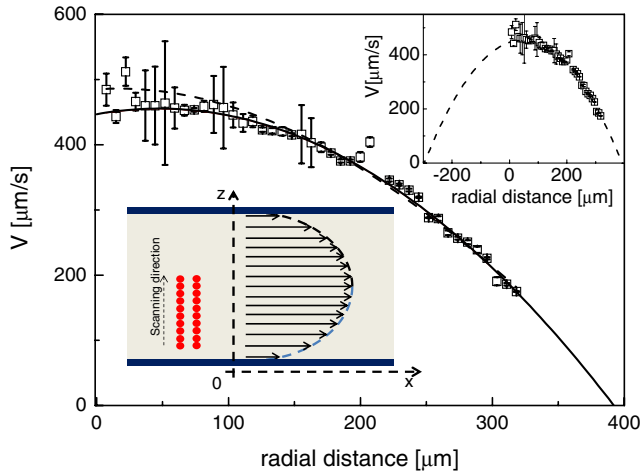 600
400
200
0
V [μm/s]
0
100
200
300
400
radial distance [μm]
400
200
0
V[μm/s]
-200
0
200
radial distance [μm]
z
Scanning direction
0
x